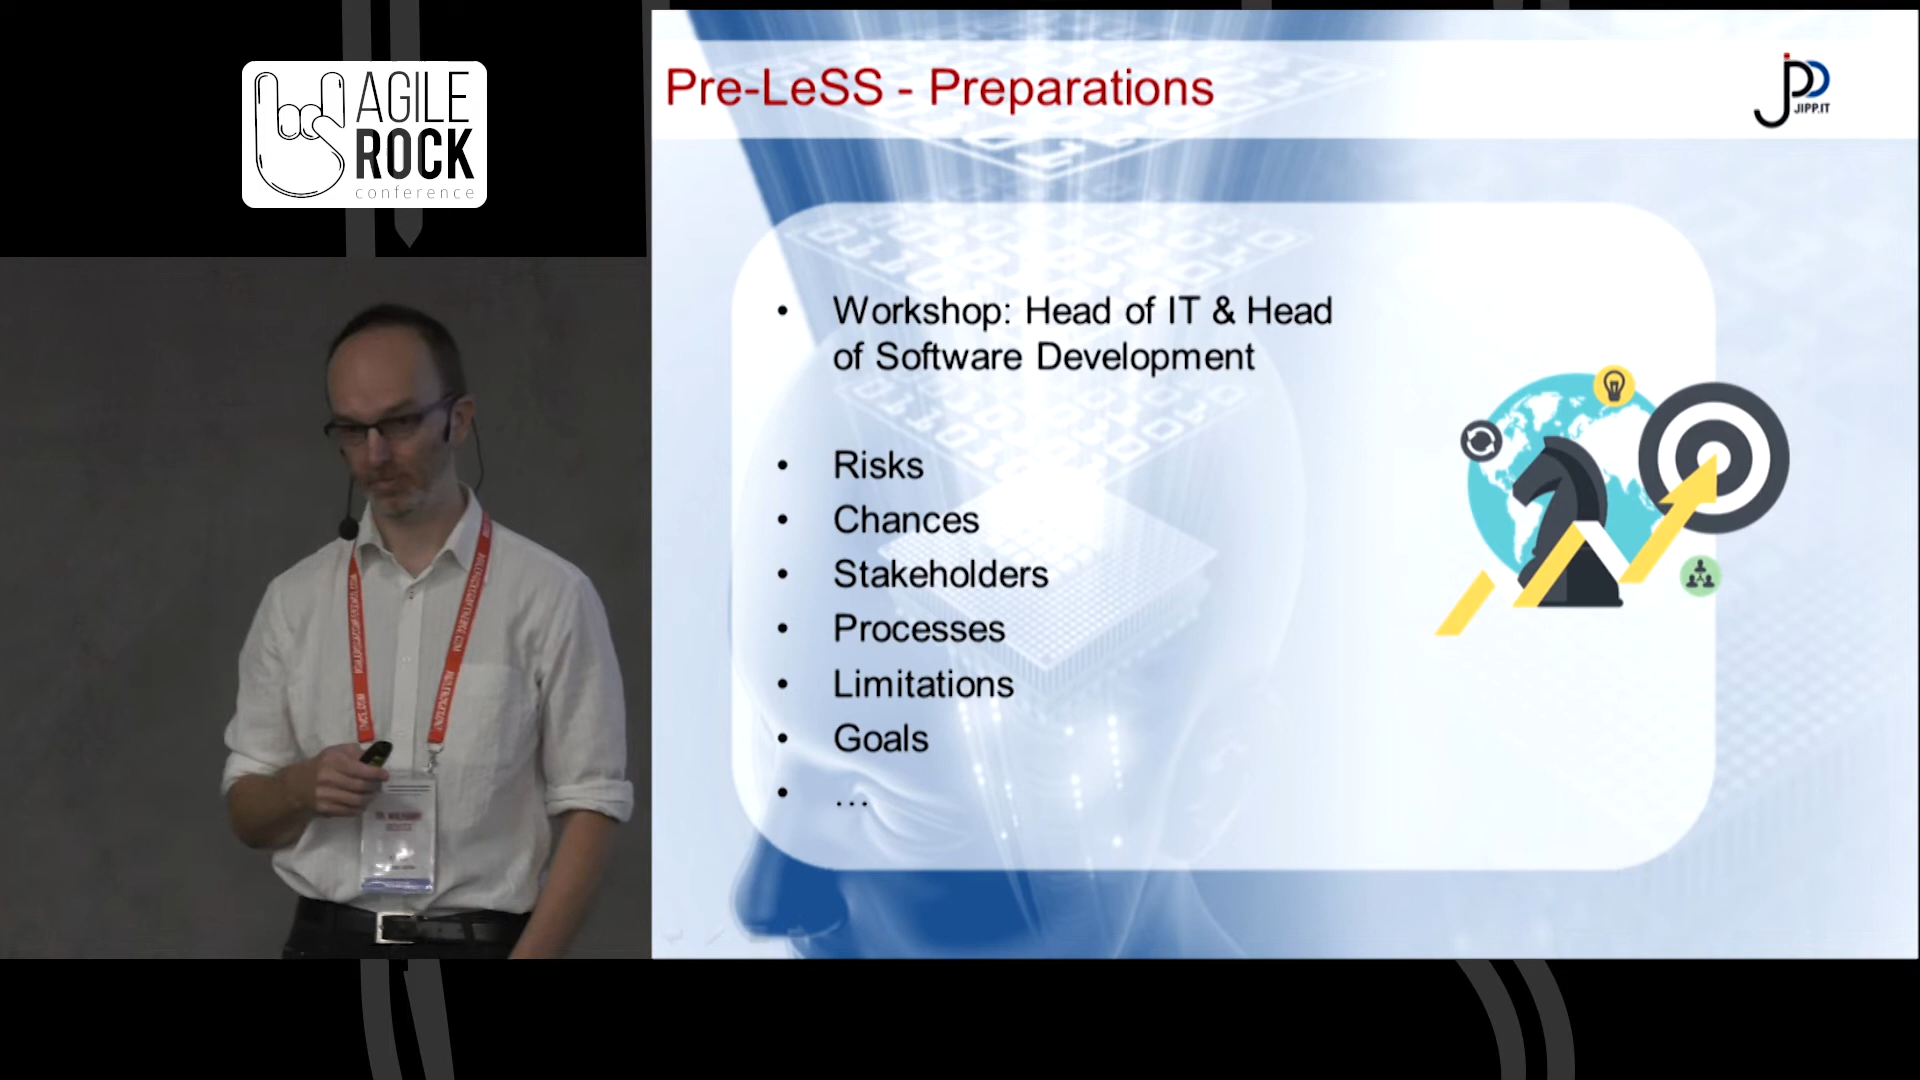 AGILE
ROCK
conference
Pre-LeSS - Preparations
JIPP.IT
• Workshop: Head of IT & Head
of Software Development
• Risks
• Chances
• Stakeholders
• Processes
• Limitations
• Goals
• ...